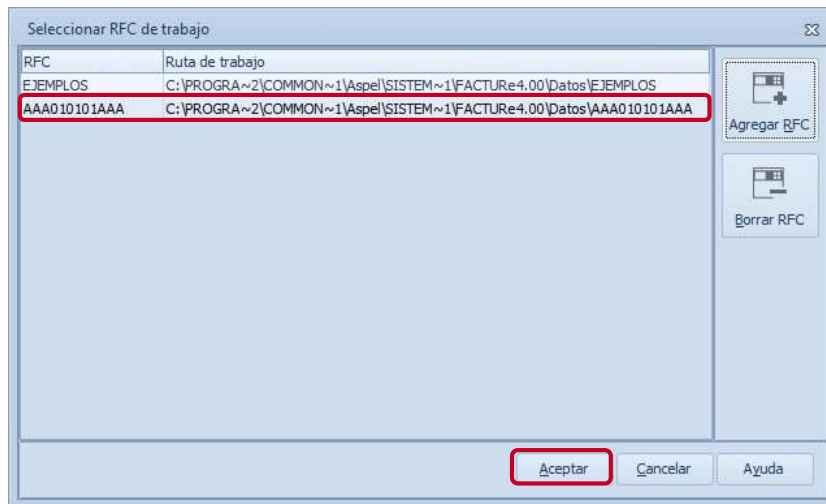 Seleccionar RFC de trabajo
RFC Ruta de trabajo
EJEMPLOS C:\PROGRA~2\COMMON~1\Aspel\SISTEM~1\FACTURe4.00\Datos\EJEMPLOS
AAA010101AAA C:\PROGRA~2\COMMON~1\Aspel\SISTEM~1\FACTURe4.00\Datos\AAA010101AAA
Agregar RFC
Borrar RFC
Aceptar Cancelar Ayuda